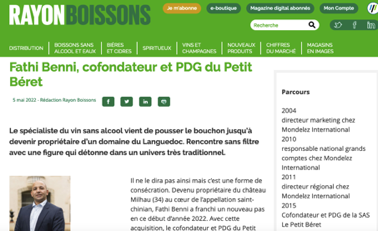 RAYON BOISSONS
Je m'abonne
e-boutique
Magazine digital abonnés
Mon Compte
Recherche
DISTRIBUTION
BOISSONS SANS ALCOOL ET EAUX
BIÈRES ET CIDRES
SPIRITUEUX
VINS ET CHAMPAGNES
NOUVEAUX PRODUITS
CHIFFRES DU MARCHÉ
MAGASINS EN IMAGES
Fathi Benni, cofondateur et PDG du Petit
Béret
5 mai 2022 - Rédaction Rayon Boissons
Le spécialiste du vin sans alcool vient de pousser le bouchon jusqu'à
devenir propriétaire d'un domaine du Languedoc. Rencontre sans filtre
avec une figure qui détonne dans un univers très traditionnel.
Il ne le dira pas ainsi mais c'est une forme de
consécration. Devenu propriétaire du château
Milhau (34) au cœur de l'appellation saint-
chinian, Fathi Benni a franchi un nouveau pas
en ce début d'année 2022. Avec cette
acquisition, le cofondateur et PDG du Petit
Parcours
2004
directeur marketing chez
Mondelez International
2010
responsable national grands
comptes chez Mondelez
International
2011
directeur régional chez
Mondelez International
2015
Cofondateur et PDG de la SAS
Le Petit Béret